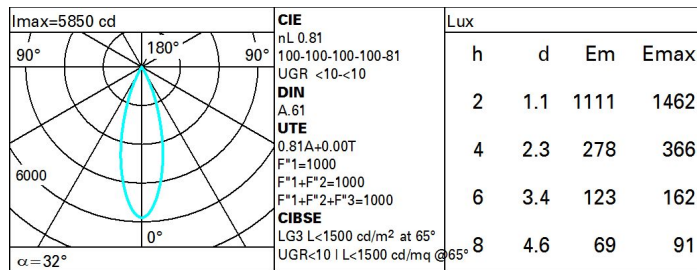 Imax=5850 cd
90° 180° 90°
6000
0°
α=32°
CIE
nL 0.81
100-100-100-100-81
UGR <10-<10
DIN
A.61
UTE
0.81A+0.00T
F"1=1000
F"1+F"2=1000
F"1+F"2+F"3=1000
CIBSE
LG3 L<1500 cd/m² at 65°
UGR<10 | L<1500 cd/mq @65°
Lux
h d Em Emax
2 1.1 1111 1462
4 2.3 278 366
6 3.4 123 162
8 4.6 69 91